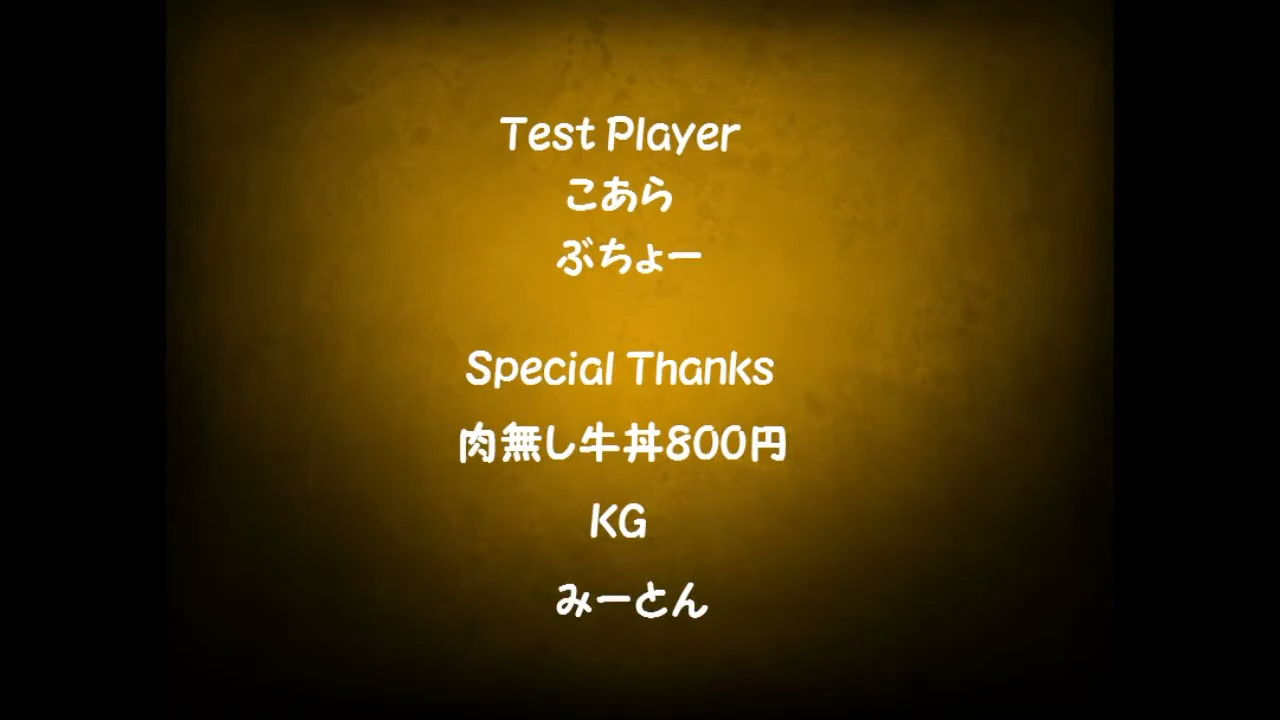 Test Player
こあら
ぶちょー
Special Thanks
肉無し牛丼800円
KG
みーとん